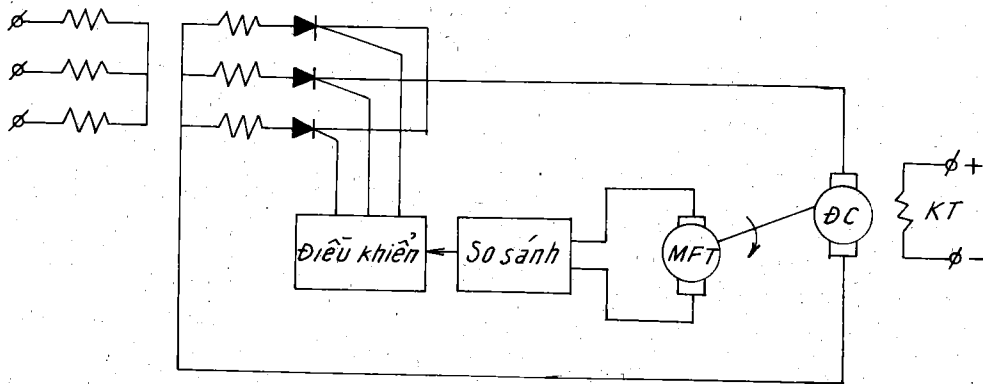 Điều khiển
So sánh
MFT
ĐC
+
KT
-